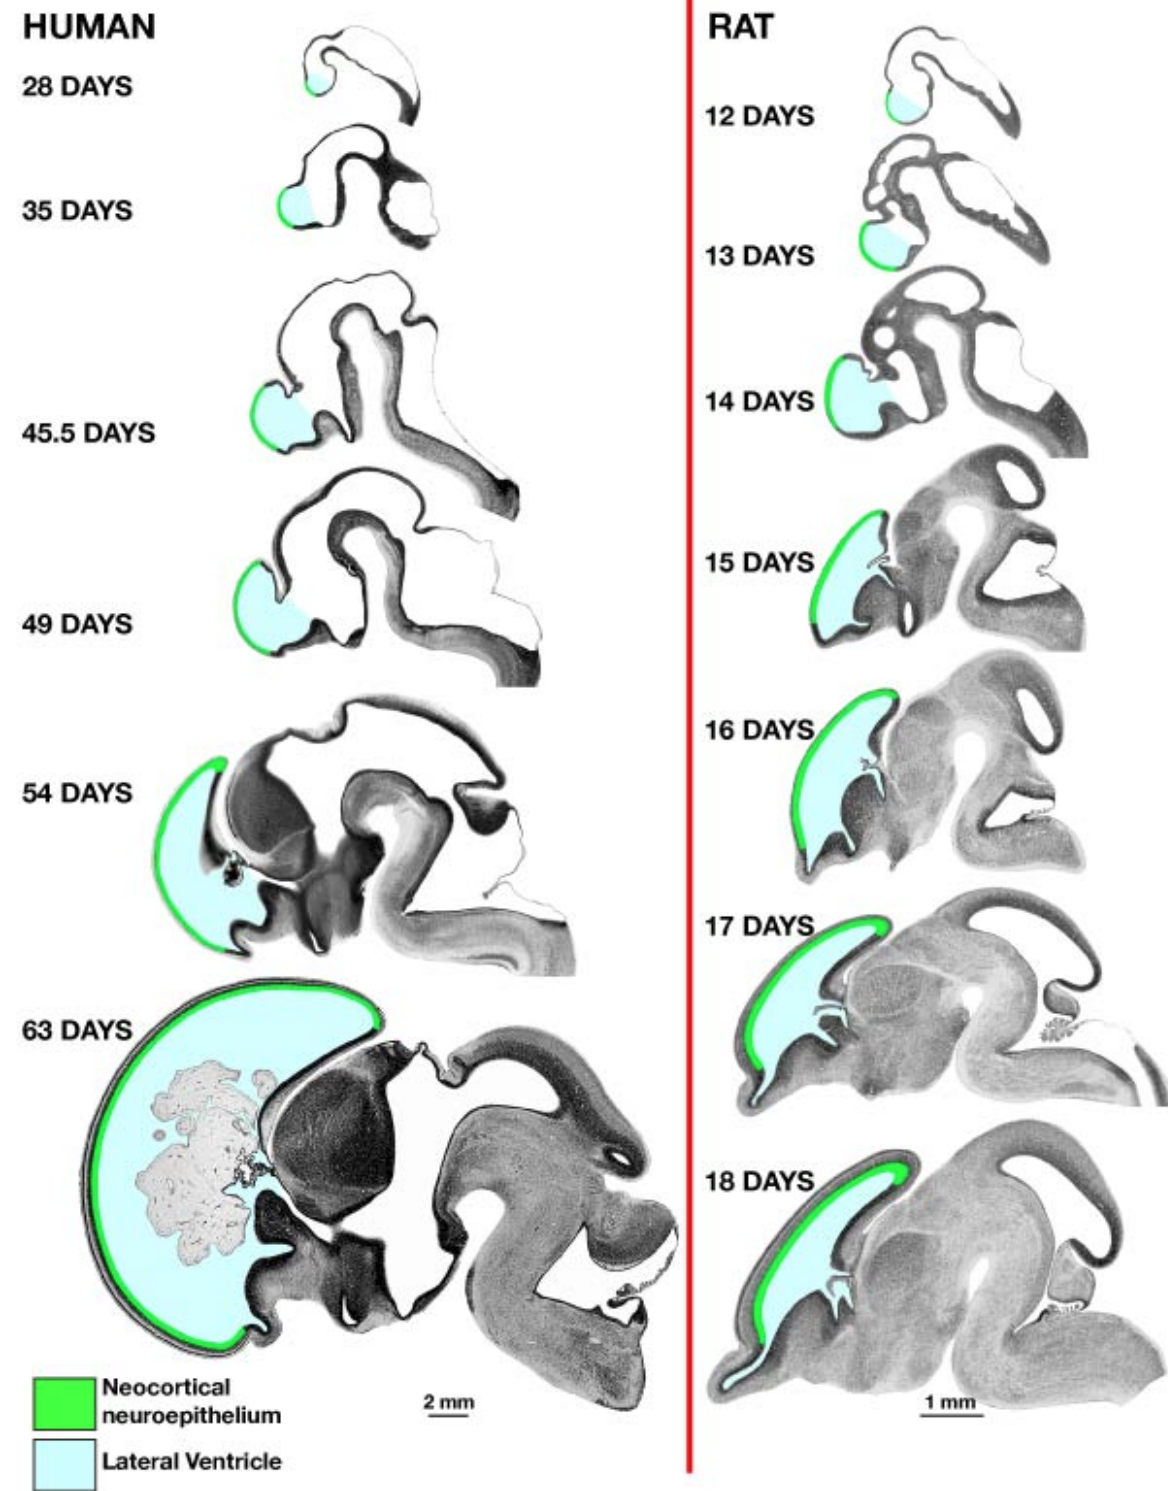 HUMAN
28 DAYS
35 DAYS
45.5 DAYS
49 DAYS
54 DAYS
63 DAYS
Neocortical
neuroepithelium
Lateral Ventricle
2 mm
RAT
12 DAYS
13 DAYS
14 DAYS
15 DAYS
16 DAYS
17 DAYS
18 DAYS
1 mm